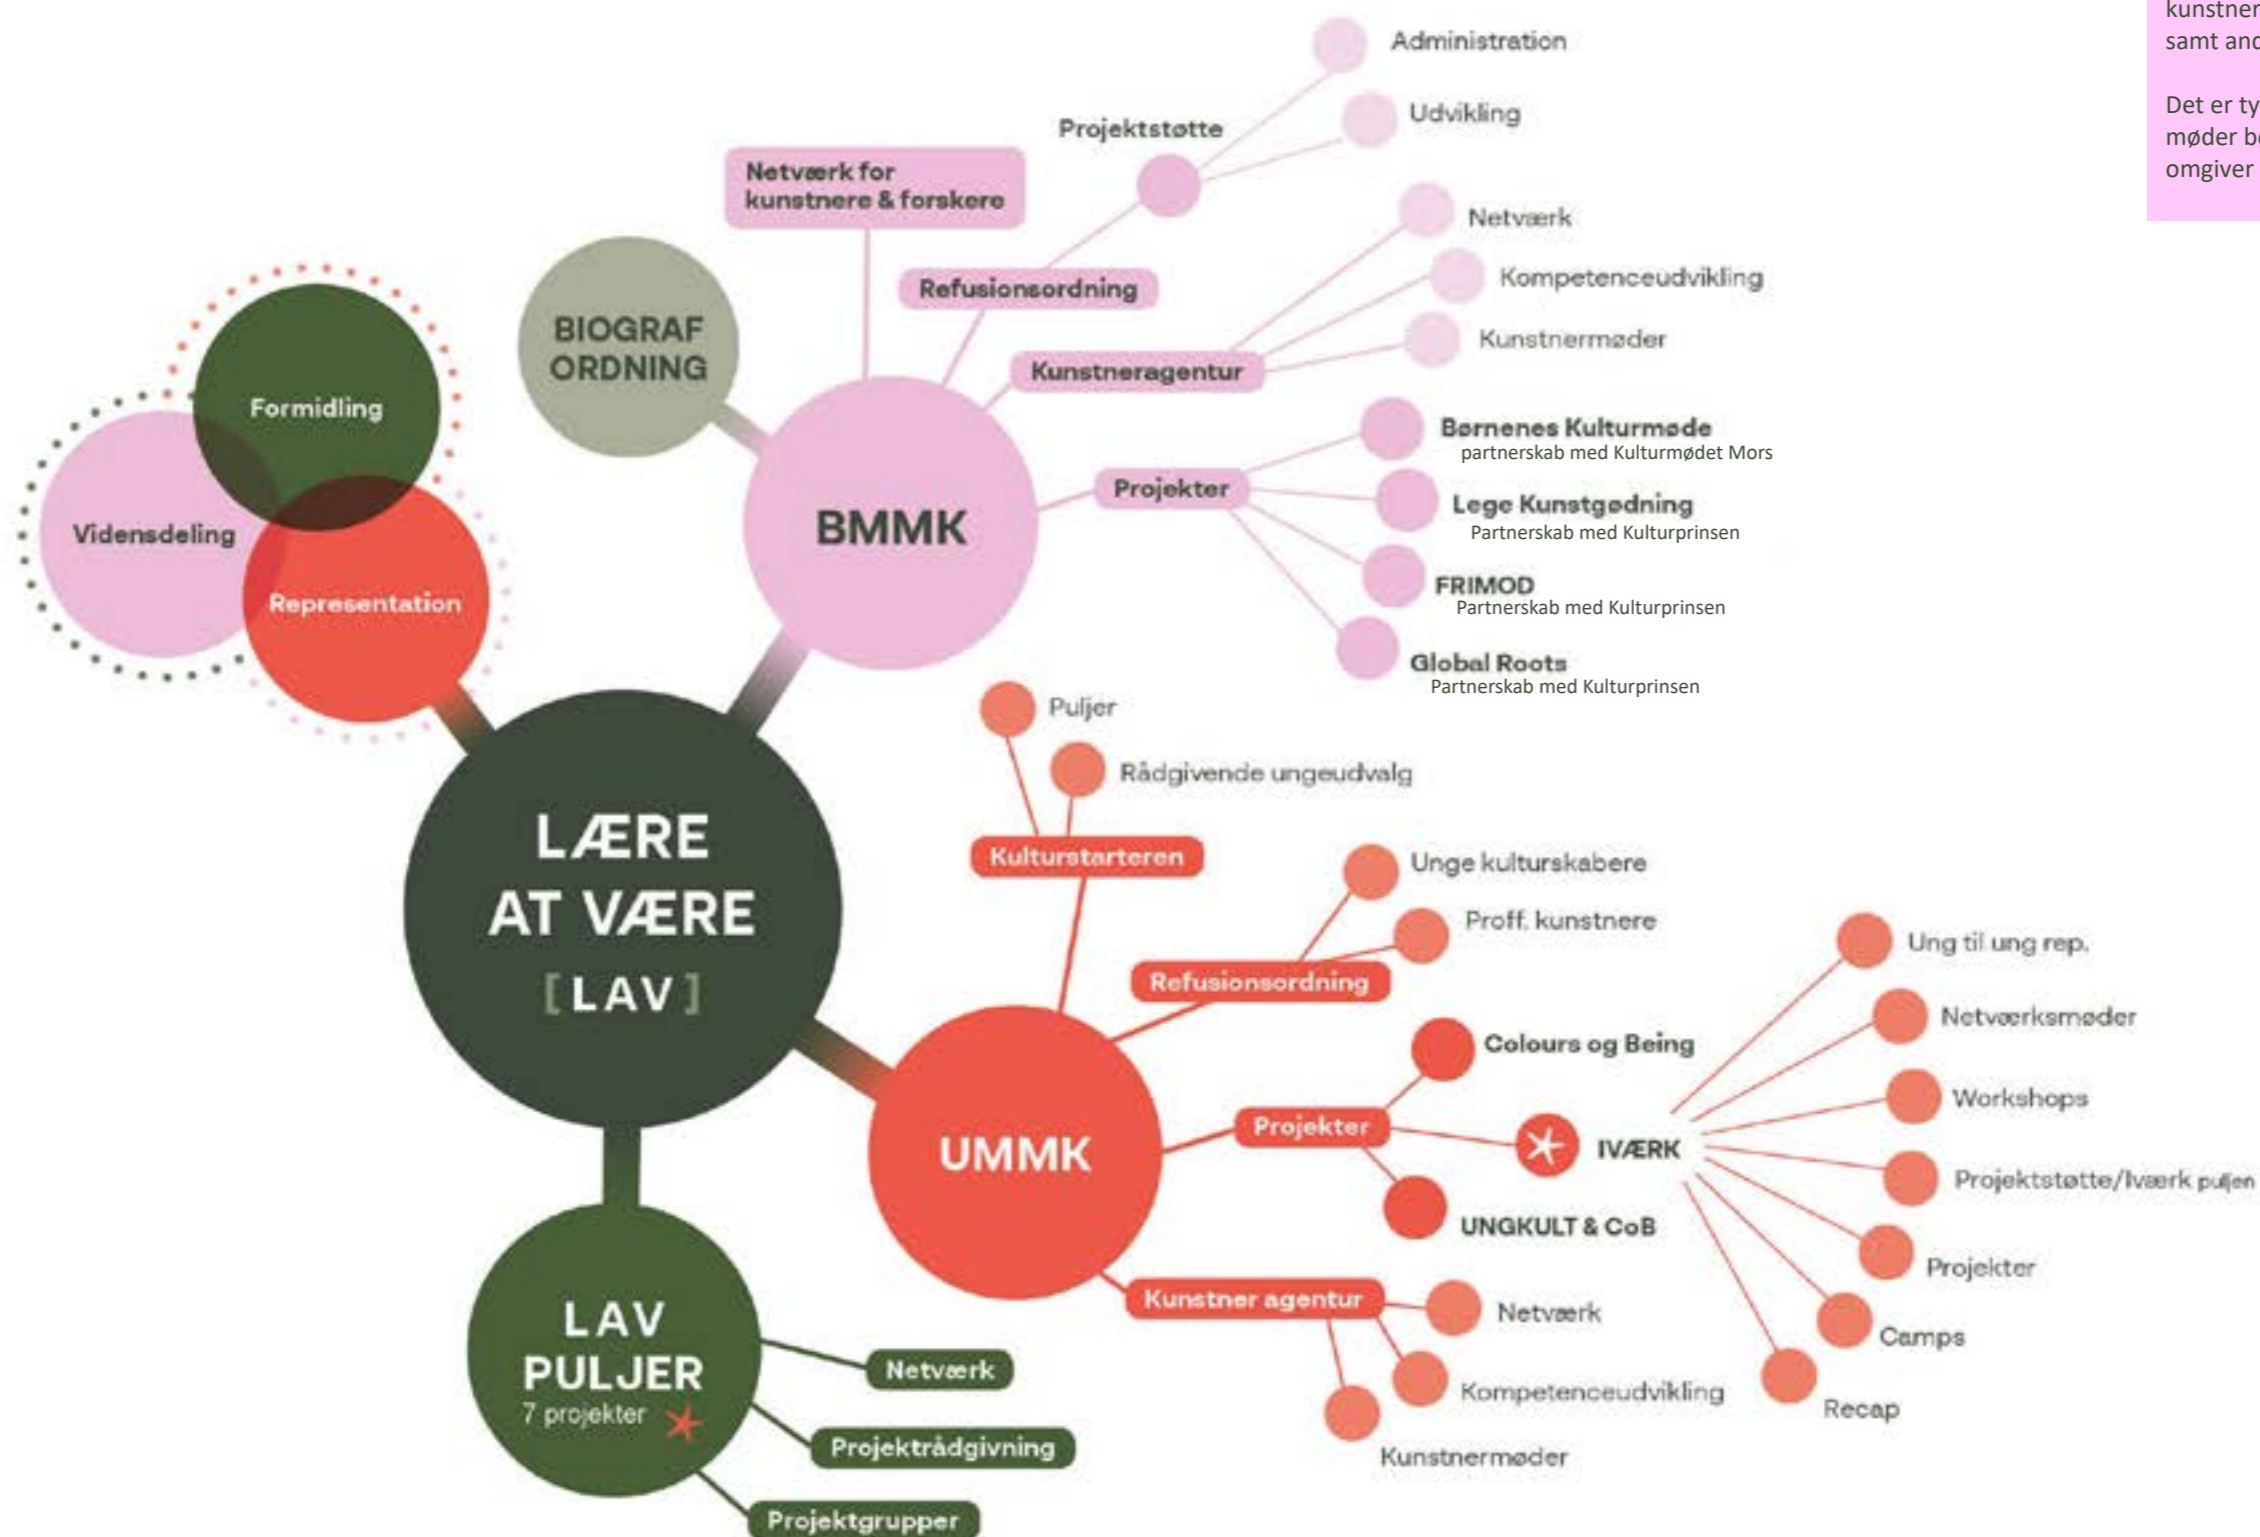 kunstner
samt and
Det er ty
møder b
omgiver
Administration
Udvikling
Projektstøtte
Netværk for
kunstnere & forskere
Netværk
Refusionsordning
Kompetenceudvikling
BIOGRAF
ORDNING
Kunstnermøder
Kunstneragentur
Formidling
Vidensdeling
Representation
BMMK
Projekter
Børnenes Kulturmøde
partnerskab med Kulturmødet Mors
Lege Kunstgødning
Partnerskab med Kulturprinsen
FRIMOD
Partnerskab med Kulturprinsen
Global Roots
Partnerskab med Kulturprinsen
LÆRE
AT VÆRE
[LAV]
Puljer
Rådgivende ungeudvalg
Kulturstarteren
Unge kulturskabere
Proff. kunstnere
Refusionsordning
UMMK
Projekter
Colours og Being
IVÆRK
UNGKULT & CoB
Ung til ung rep.
Netværksmøder
Workshops
Projektstøtte/Iværk puljen
Projekter
Camps
Recap
Kunstner agentur
Netværk
Kompetenceudvikling
Kunstnermøder
LAV
PULJER
7 projekter
Netværk
Projektrådgivning
Projektgrupper